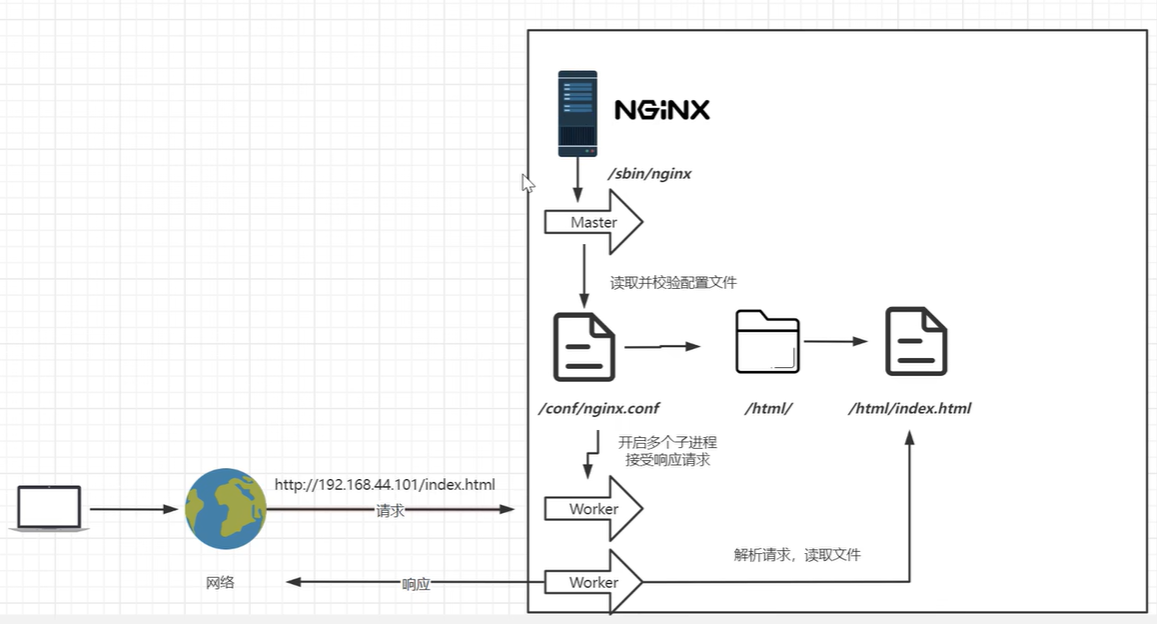 NGINX
/sbin/nginx
Master
读取并校验配置文件
/conf/nginx.conf
/html/
/html/index.html
开启多个子进程
接受响应请求
http://192.168.44.101/index.html
请求
Worker
解析请求，读取文件
网络
响应
Worker